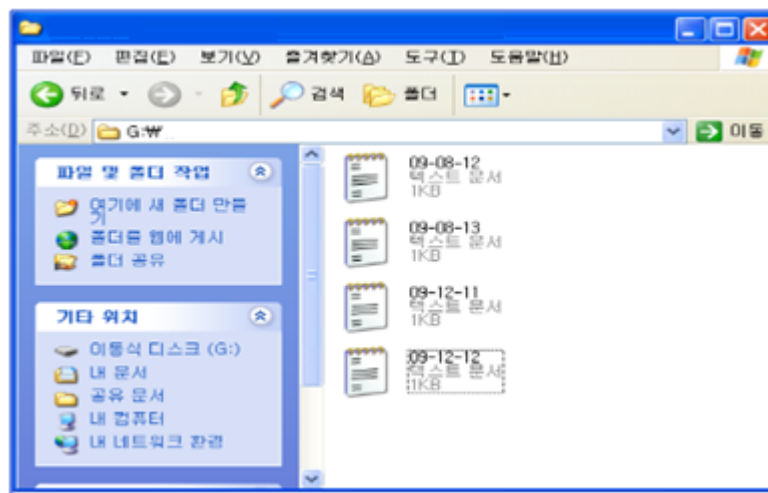 파일(F) 편집(E) 보기(V) 즐겨찾기(A) 도구(T) 도움말(H)
뒤로 검색 폴더
주소(D) G:₩ 이동
파일 및 폴더 작업
여기에 새 폴더 만들
기
폴더를 웹에 게시
폴더 공유
기타 위치
이동식 디스크 (G:)
내 문서
공유 문서
내 컴퓨터
내 네트워크 환경
09-08-12
텍스트 문서
1KB
09-08-13
텍스트 문서
1KB
09-12-11
텍스트 문서
1KB
09-12-12
텍스트 문서
1KB